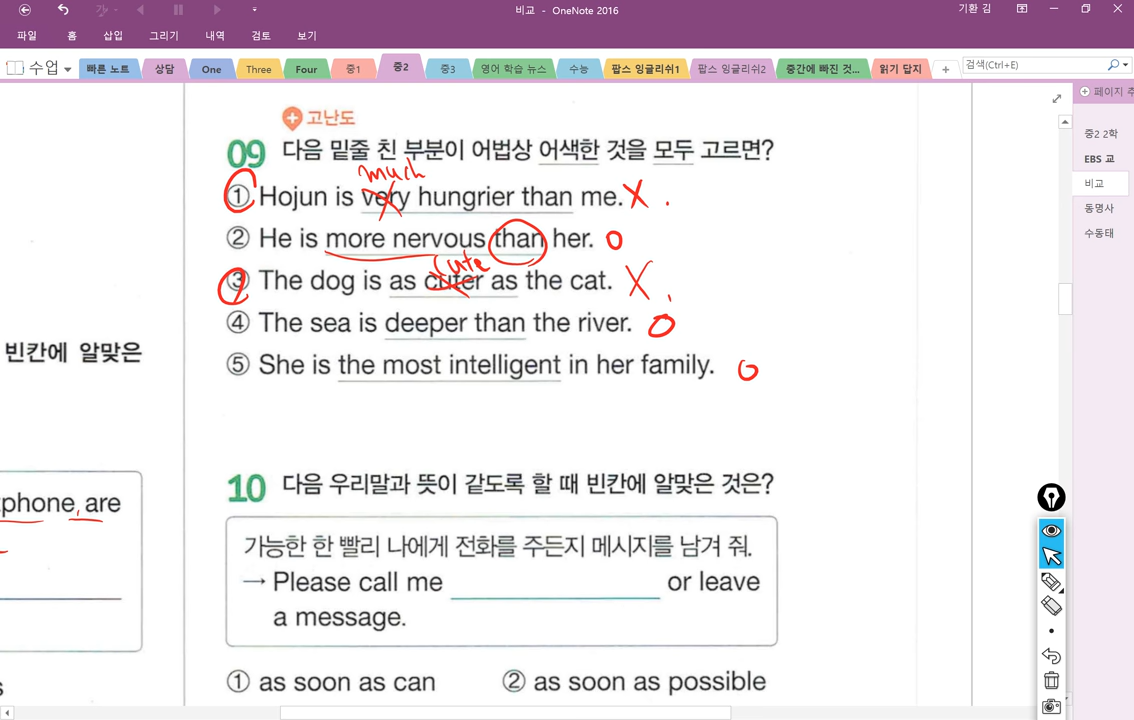 비교 - OneNote 2016
기환 김
파일 홈 삽입 그리기 내역 검토 보기
수업 빠른 노트 상담 One Three Four 중1 중2 중3 영어 학습 뉴스 수능 팝스 잉글리쉬1 팝스 잉글리쉬2 중간에 빠진 것... 읽기 답지 검색(Ctrl+E)
페이지 추
중2 2학
EBS 교
비교
동명사
수동태
고난도
09 다음 밑줄 친 부분이 어법상 어색한 것을 모두 고르면?
much
① Hojun is very hungrier than me. X
② He is more nervous than her. O
cute
③ The dog is as cuter as the cat. X
④ The sea is deeper than the river. O
⑤ She is the most intelligent in her family. O
빈칸에 알맞은
phone, are
10 다음 우리말과 뜻이 같도록 할 때 빈칸에 알맞은 것은?
가능한 한 빨리 나에게 전화를 주든지 메시지를 남겨 줘.
→ Please call me or leave
a message.
① as soon as can ② as soon as possible